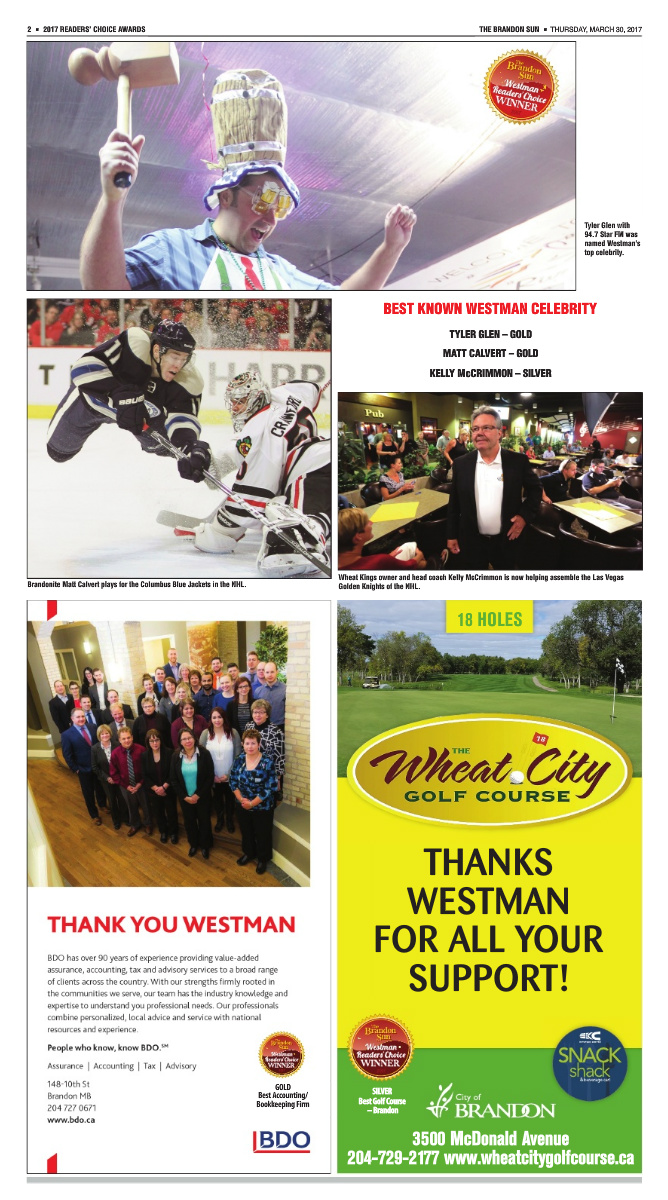 2 ▪ 2017 READERS' CHOICE AWARDS
THE BRANDON SUN ▪ THURSDAY, MARCH 30, 2017
The
Brandon
Sun
Westman
Readers' Choice
WINNER
Tyler Glen with
94.7 Star FM was
named Westman's
top celebrity.
BEST KNOWN WESTMAN CELEBRITY
TYLER GLEN – GOLD
MATT CALVERT – GOLD
KELLY McCRIMMON – SILVER
T HARR
BAUER
CRAWFORD
Pub
Brandonite Matt Calvert plays for the Columbus Blue Jackets in the NHL.
Wheat Kings owner and head coach Kelly McCrimmon is now helping assemble the Las Vegas
Golden Knights of the NHL.
THANK YOU WESTMAN
BDO has over 90 years of experience providing value-added
assurance, accounting, tax and advisory services to a broad range
of clients across the country. With our strengths firmly rooted in
the communities we serve, our team has the industry knowledge and
expertise to understand you professional needs. Our professionals
combine personalized, local advice and service with national
resources and experience.
People who know, know BDO.℠
Assurance | Accounting | Tax | Advisory
148-10th St
Brandon MB
204 727 0671
www.bdo.ca
The
Brandon
Sun
Westman
Readers' Choice
WINNER
GOLD
Best Accounting/
Bookkeeping Firm
BDO
18 HOLES
18
THE
Wheat City
GOLF COURSE
THANKS
WESTMAN
FOR ALL YOUR
SUPPORT!
The
Brandon
Sun
Westman
Readers' Choice
WINNER
SILVER
Best Golf Course
– Brandon
City of
BRANDON
SNACK
shack
3500 McDonald Avenue
204-729-2177 www.wheatcitygolfcourse.ca